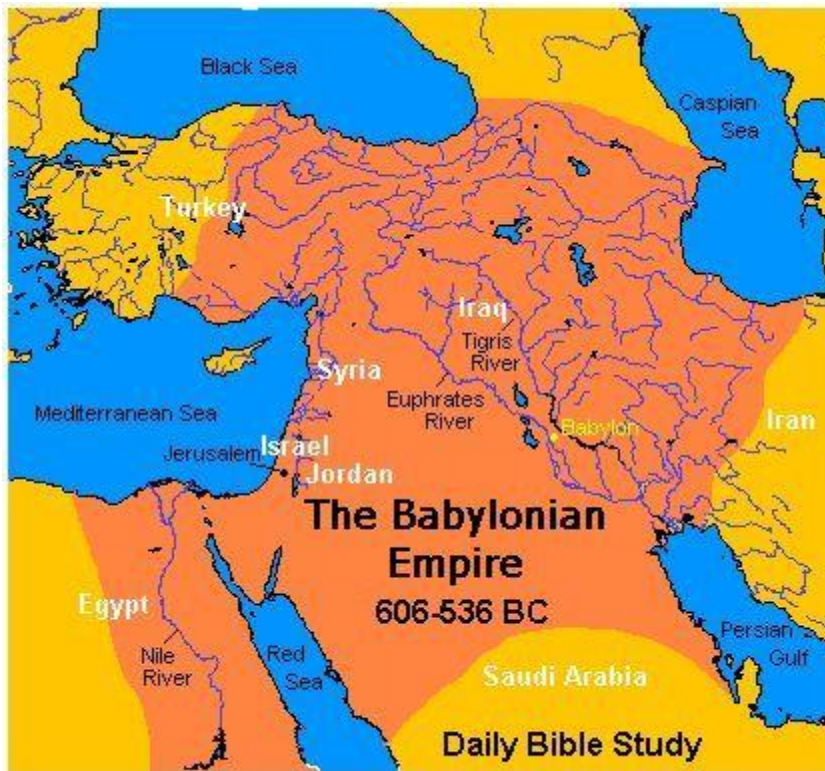 Black Sea
Caspian
Sea
Turkey
Iraq
Tigris
River
Syria
Euphrates
River
Mediterranean Sea
Babylon
Iran
Israel
Jerusalem
Jordan
The Babylonian
Empire
606-536 BC
Egypt
Nile
River
Red
Sea
Persian
Gulf
Saudi Arabia
Daily Bible Study